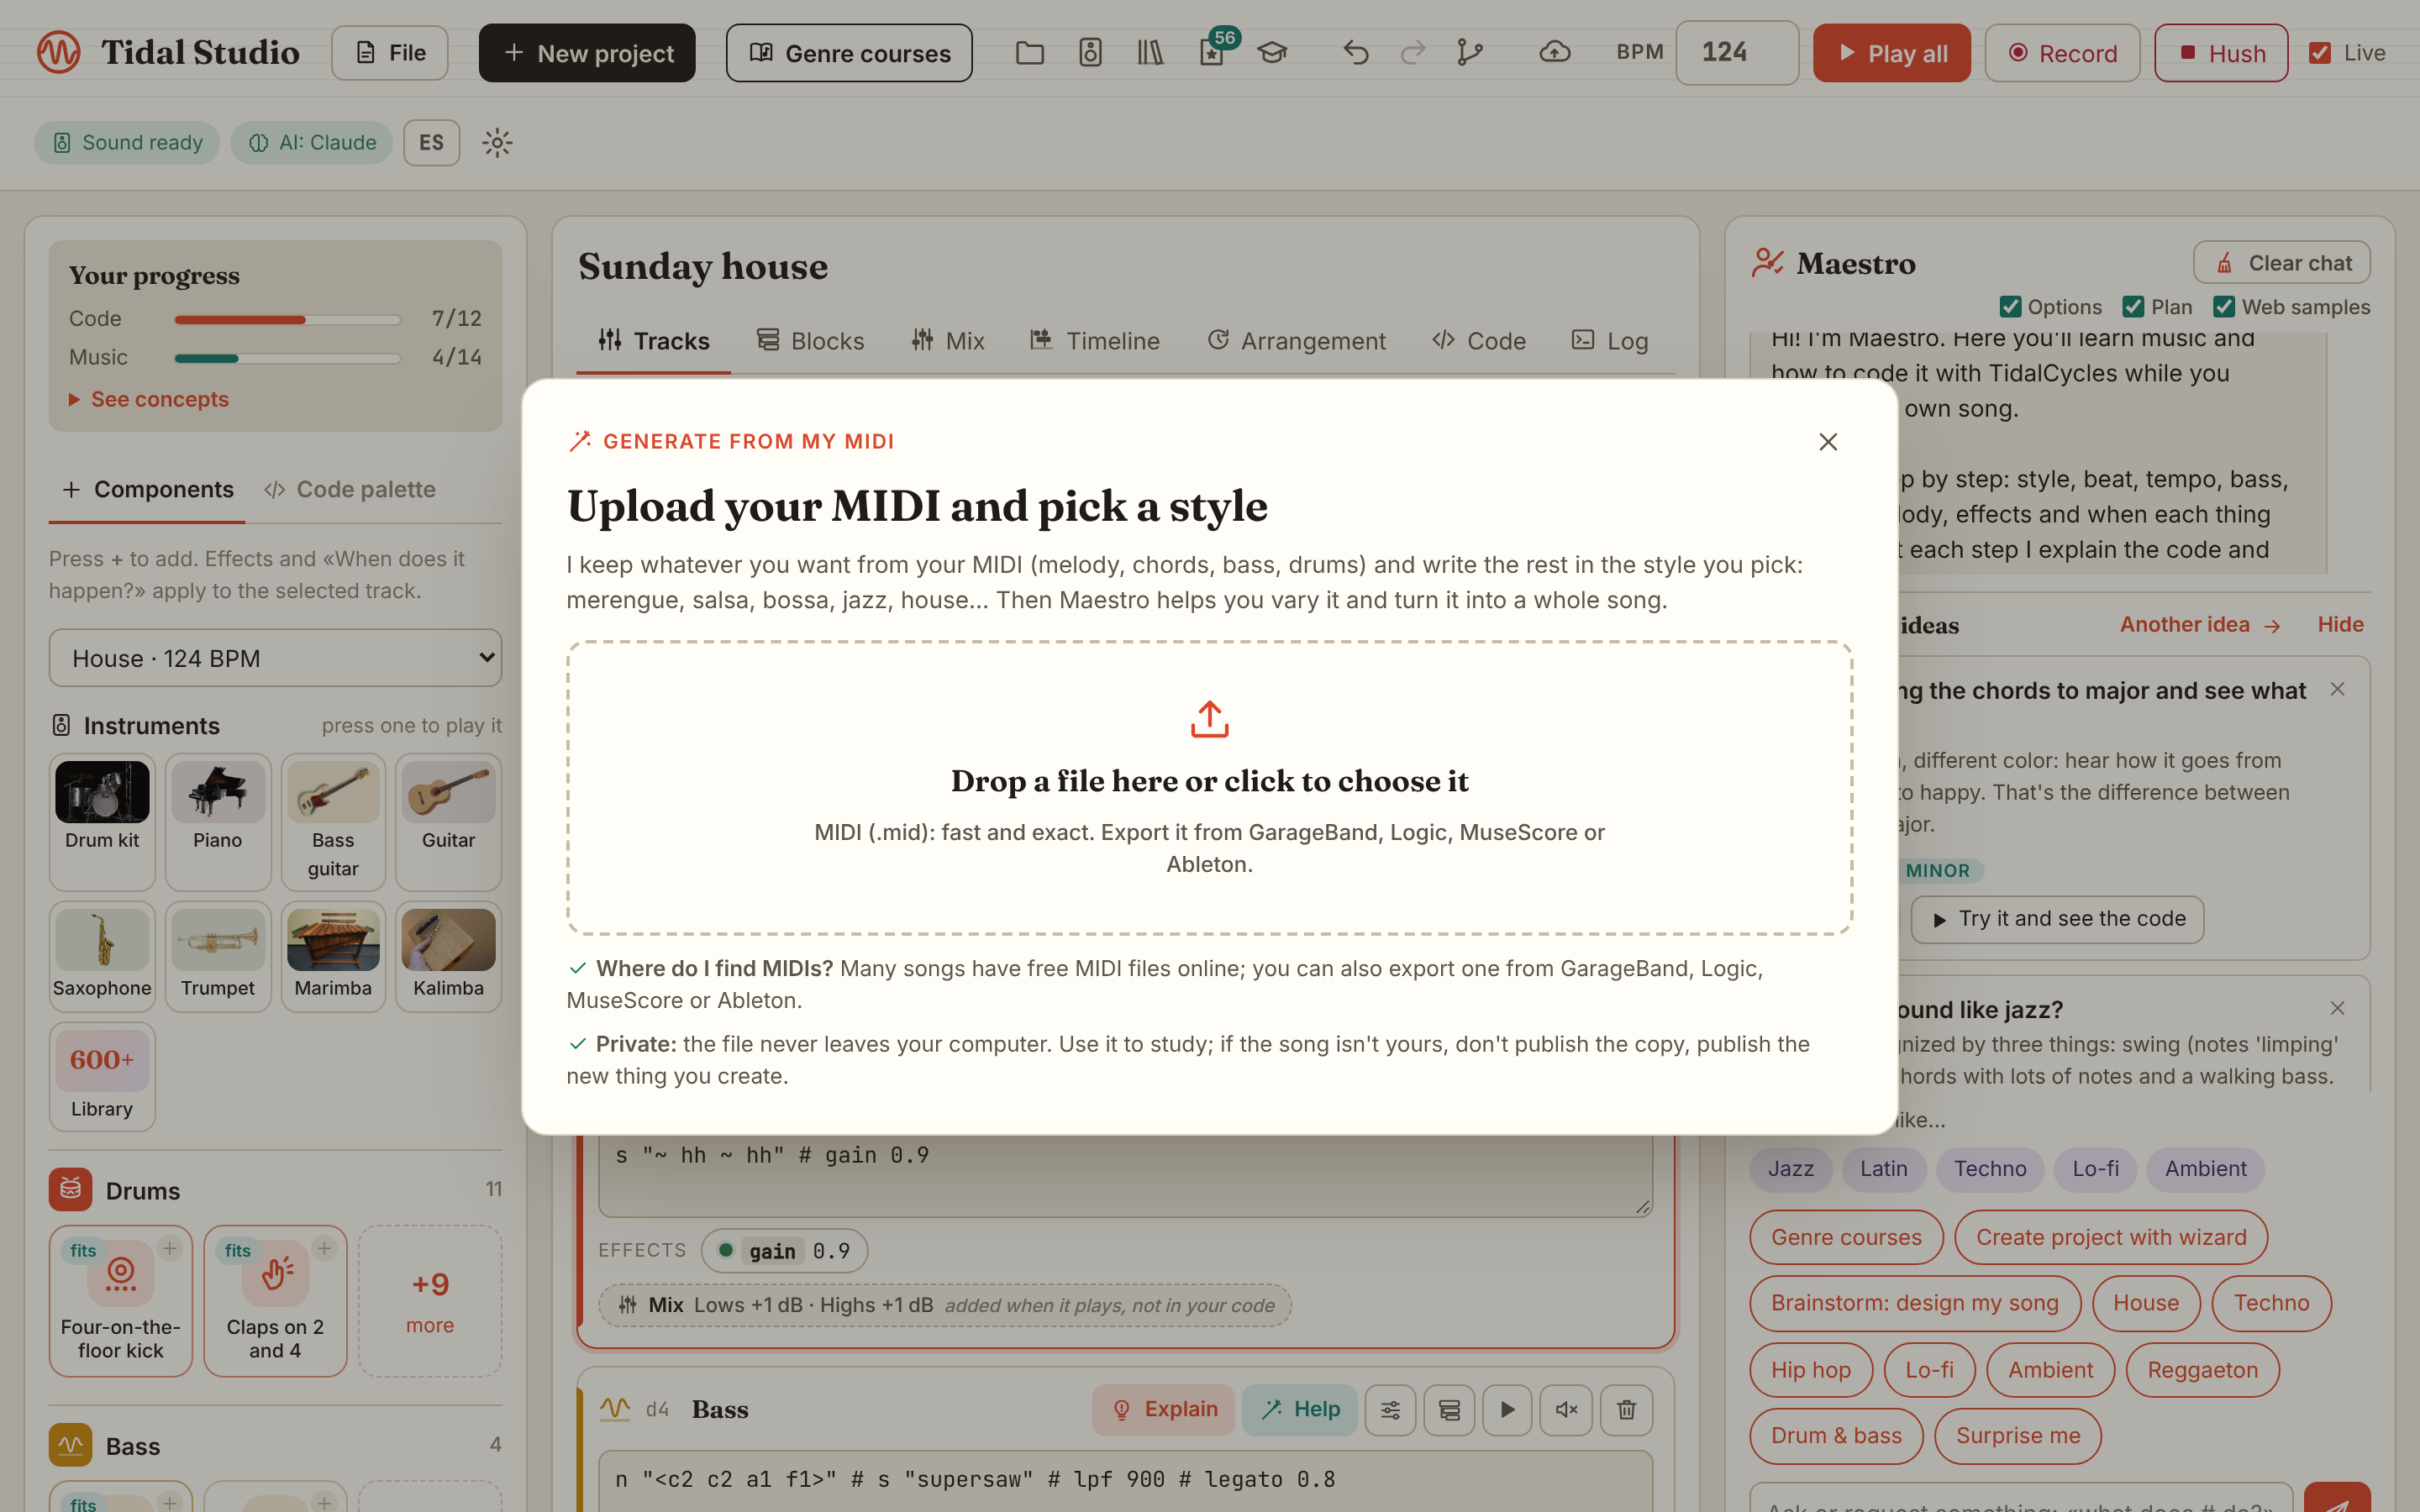 Tidal Studio
File
New project
Genre courses
56
BPM
124
Play all
Record
Hush
Live
Sound ready
AI: Claude
ES
Your progress
Code
7/12
Music
4/14
See concepts
Components
Code palette
Press + to add. Effects and «When does it
happen?» apply to the selected track.
House · 124 BPM
Instruments
press one to play it
Drum kit
Piano
Bass
guitar
Guitar
Saxophone
Trumpet
Marimba
Kalimba
600+
Library
Drums
11
fits
Four-on-the-
floor kick
fits
Claps on 2
and 4
+9
more
Bass
4
fits
Sunday house
Tracks
Blocks
Mix
Timeline
Arrangement
Code
Log
GENERATE FROM MY MIDI
Upload your MIDI and pick a style
I keep whatever you want from your MIDI (melody, chords, bass, drums) and write the rest in the style you pick:
merengue, salsa, bossa, jazz, house... Then Maestro helps you vary it and turn it into a whole song.
Drop a file here or click to choose it
MIDI (.mid): fast and exact. Export it from GarageBand, Logic, MuseScore or
Ableton.
Where do I find MIDIs? Many songs have free MIDI files online; you can also export one from GarageBand, Logic,
MuseScore or Ableton.
Private: the file never leaves your computer. Use it to study; if the song isn't yours, don't publish the copy, publish the
new thing you create.
s "~ hh ~ hh" # gain 0.9
EFFECTS
gain 0.9
Mix Lows +1 dB · Highs +1 dB added when it plays, not in your code
d4
Bass
Explain
Help
n "<c2 c2 a1 f1>" # s "supersaw" # lpf 900 # legato 0.8
Maestro
Clear chat
Options
Plan
Web samples
Hi! I'm Maestro. Here you'll learn music and
how to code it with TidalCycles while you
own song.
by step: style, beat, tempo, bass,
effects and when each thing
each step I explain the code and
ideas
Another idea →
Hide
the chords to major and see what
different color: hear how it goes from
to happy. That's the difference between
MINOR
Try it and see the code
sound like jazz?
by three things: swing (notes 'limping'
chords with lots of notes and a walking bass.
like...
Jazz
Latin
Techno
Lo-fi
Ambient
Genre courses
Create project with wizard
Brainstorm: design my song
House
Techno
Hip hop
Lo-fi
Ambient
Reggaeton
Drum & bass
Surprise me